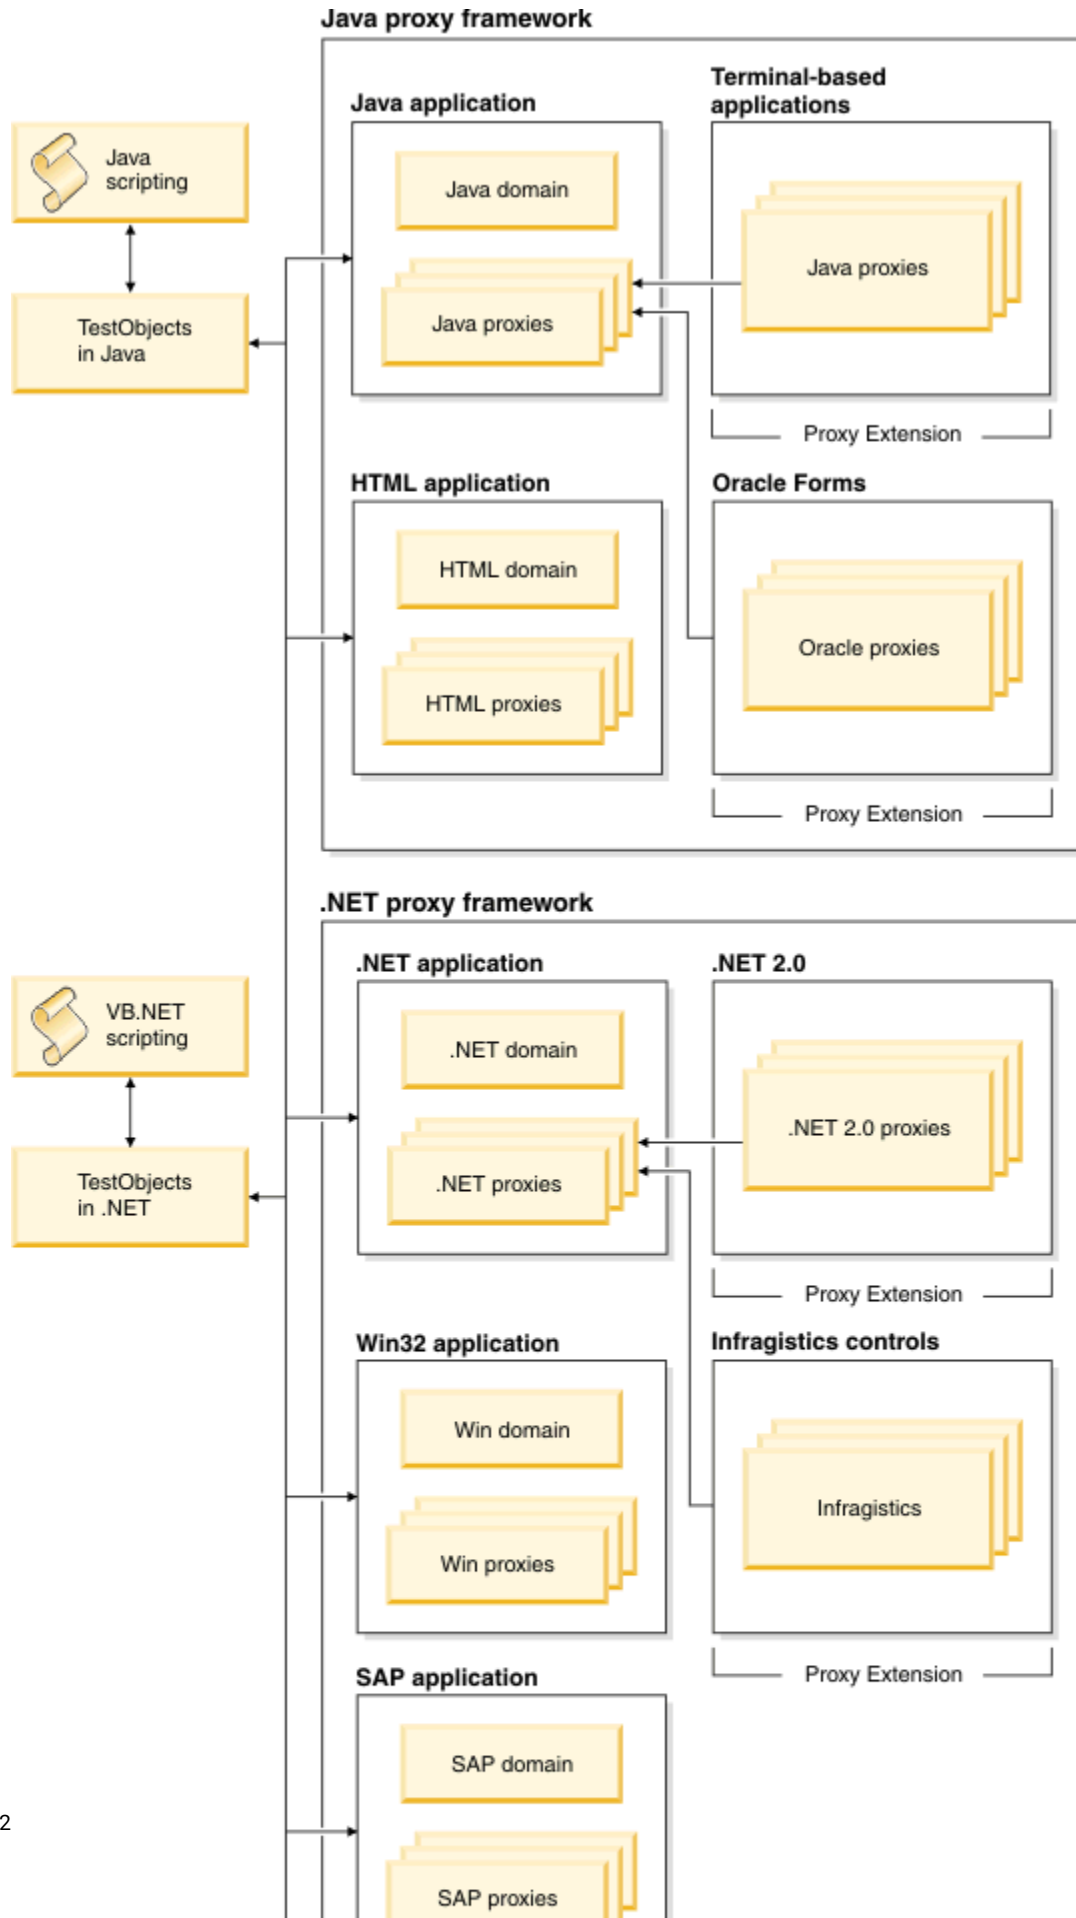 Java proxy framework
Java application
Terminal-based
applications
Java
scripting
Java domain
Java proxies
Java proxies
TestObjects
in Java
Proxy Extension
HTML application
Oracle Forms
HTML domain
Oracle proxies
HTML proxies
Proxy Extension
.NET proxy framework
.NET application
.NET 2.0
VB.NET
scripting
.NET domain
.NET 2.0 proxies
TestObjects
in .NET
.NET proxies
Proxy Extension
Win32 application
Infragistics controls
Win domain
Infragistics
Win proxies
Proxy Extension
SAP application
SAP domain
2
SAP proxies